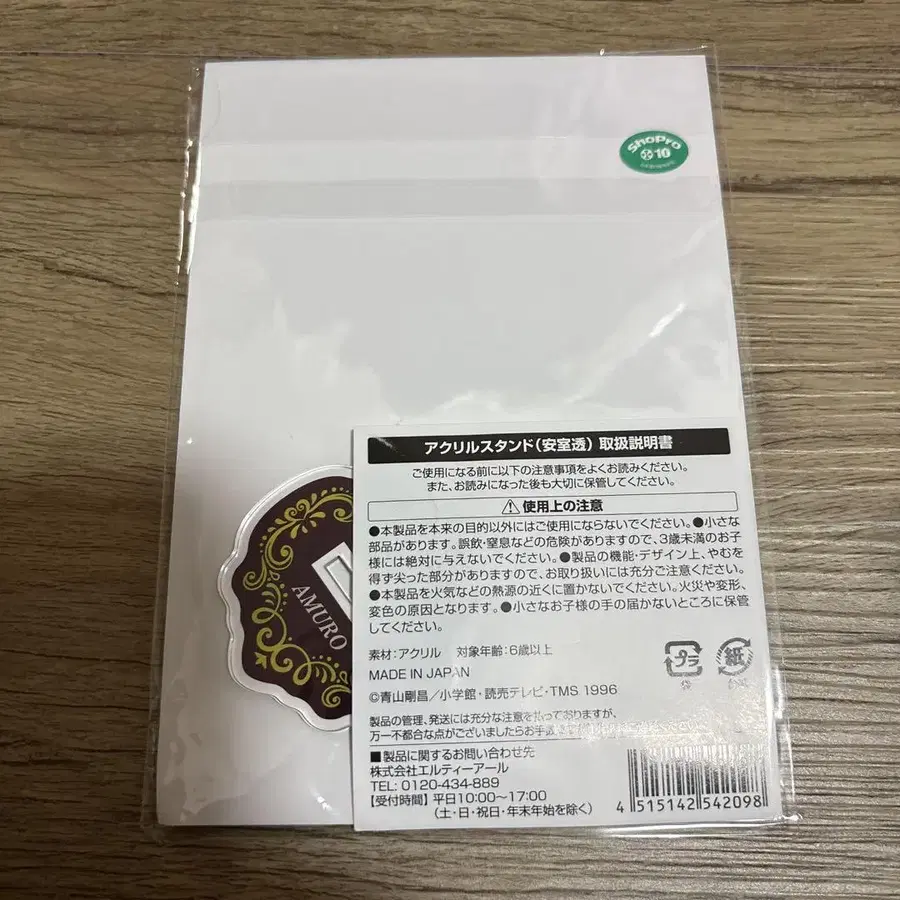 ShoPro
10
アクリルスタンド(安室透) 取扱説明書
ご使用になる前に以下の注意事項をよくお読みください。
また、お読みになった後も大切に保管してください。
使用上の注意
●本製品を本来の目的以外にはご使用にならないでください。●小さな
部品があります。誤飲・窒息などの危険がありますので、3歳未満のお子
様には絶対に与えないでください。●製品の機能・デザイン上、やむを
得ず尖った部分がありますので、お取り扱いには充分ご注意ください。
●本製品を火気などの熱源の近くに置かないでください。火災や変形、
変色の原因となります。●小さなお子様の手の届かないところに保管
してください。
AMURO
素材:アクリル 対象年齢:6歳以上
MADE IN JAPAN
プラ
紙
©青山剛昌/小学館・読売テレビ・TMS 1996
製品の管理、発送には充分な注意を払っておりますが、
万一不都合な点がございましたらお手
■製品に関するお問い合わせ先
株式会社エルティーアール
TEL: 0120-434-889
【受付時間】平日10:00~17:00
(土・日・祝日・年末年始を除く)
4 515142 542098